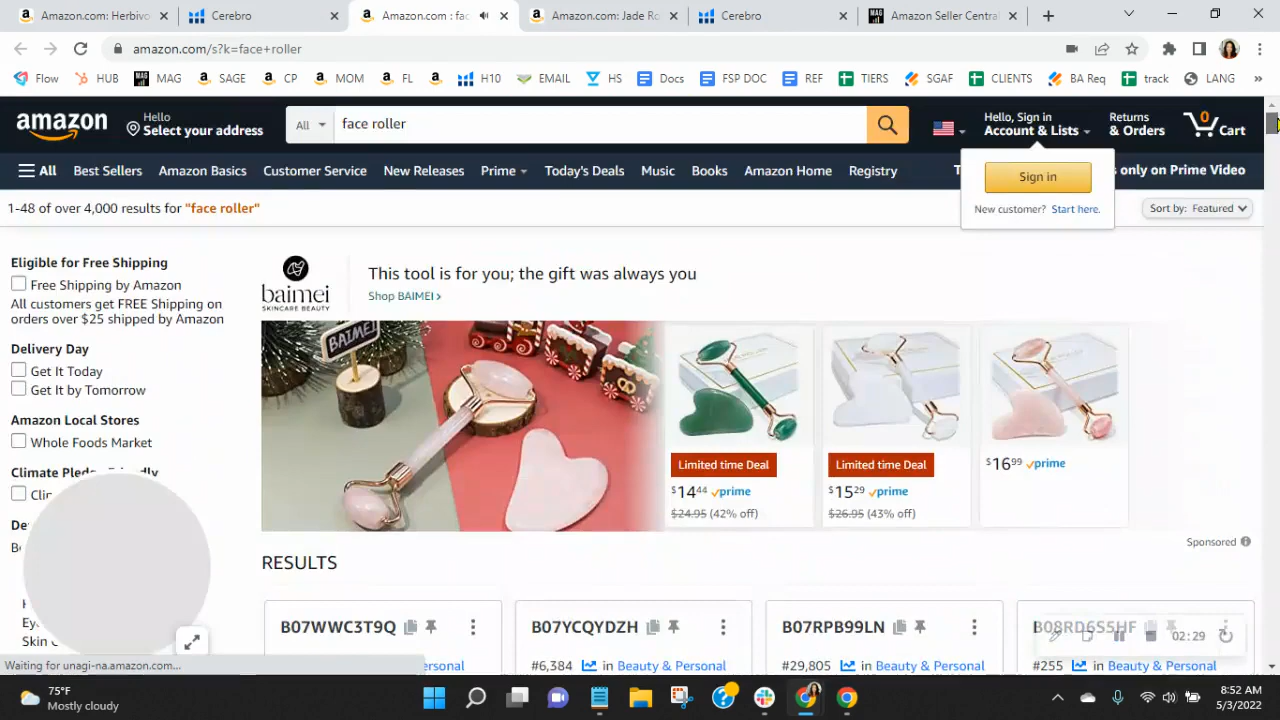 Amazon.com: Herbivo
Cerebro
Amazon.com : fac
Amazon.com: Jade Ro
Cerebro
Amazon Seller Central
amazon.com/s?k=face+roller
Flow HUB MAG SAGE CP MOM FL H10 EMAIL HS Docs FSP DOC REF TIERS SGAF CLIENTS BA Req track LANG
amazon
Hello
Select your address
All
face roller
Hello, Sign in
Account & Lists
Returns
& Orders
0
Cart
All Best Sellers Amazon Basics Customer Service New Releases Prime Today's Deals Music Books Amazon Home Registry
s only on Prime Video
Sign in
New customer? Start here.
1-48 of over 4,000 results for "face roller"
Sort by: Featured
Eligible for Free Shipping
Free Shipping by Amazon
All customers get FREE Shipping on
orders over $25 shipped by Amazon
Delivery Day
Get It Today
Get It by Tomorrow
Amazon Local Stores
Whole Foods Market
Climate Pledge Friendly
Skin
baimei
SKINCARE BEAUTY
This tool is for you; the gift was always you
Shop BAIMEI ›
BAIMEI
Limited time Deal
$14.44 prime
$24.95 (42% off)
Limited time Deal
$15.29 prime
$26.95 (43% off)
$16.99 prime
Sponsored
RESULTS
B07WWC3T9Q
B07YCQYDZH
B07RPB99LN
B08RD6S5HF
#6,384 in Beauty & Personal
#29,805 in Beauty & Personal
#255 in Beauty & Personal
02:29
Waiting for unagi-na.amazon.com...
75°F
Mostly cloudy
8:52 AM
5/3/2022